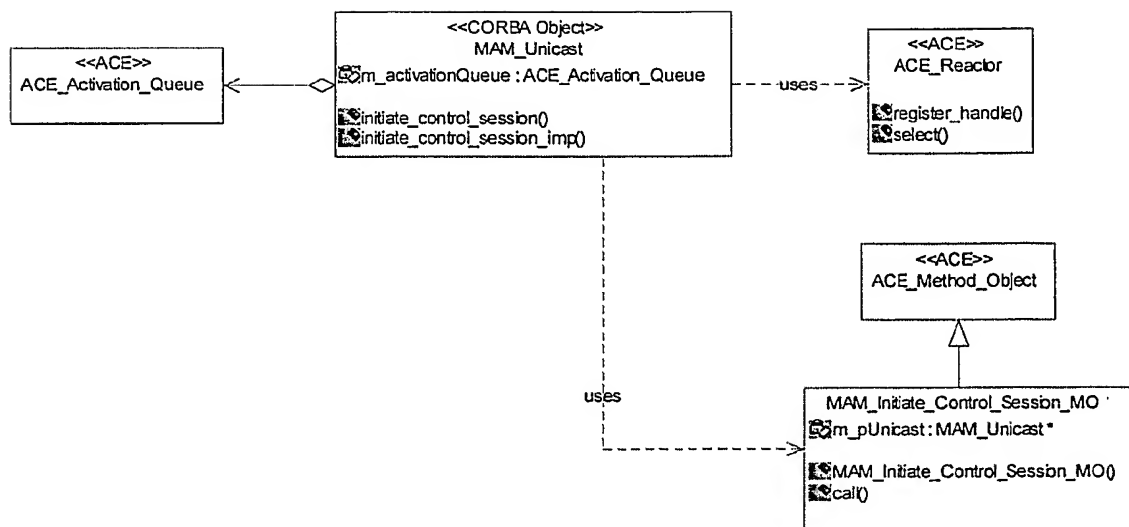 <<ACE>>
ACE_Activation_Queue
<<CORBA Object>>
MAM_Unicast
m_activationQueue : ACE_Activation_Queue
initiate_control_session()
initiate_control_session_imp()
uses
<<ACE>>
ACE_Reactor
register_handle()
select()
<<ACE>>
ACE_Method_Object
uses
MAM_Initiate_Control_Session_MO
m_pUnicast : MAM_Unicast *
MAM_Initiate_Control_Session_MO()
call()